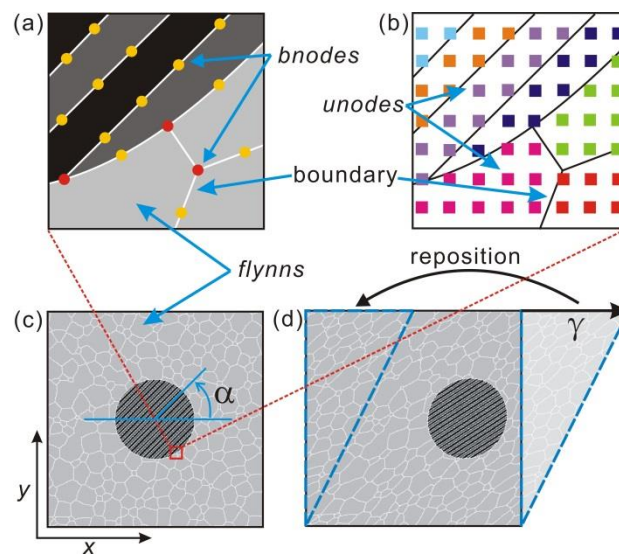 (a)
(b)
bnodes
unodes
boundary
flynns
reposition
(c)
(d)
α
γ
y
x